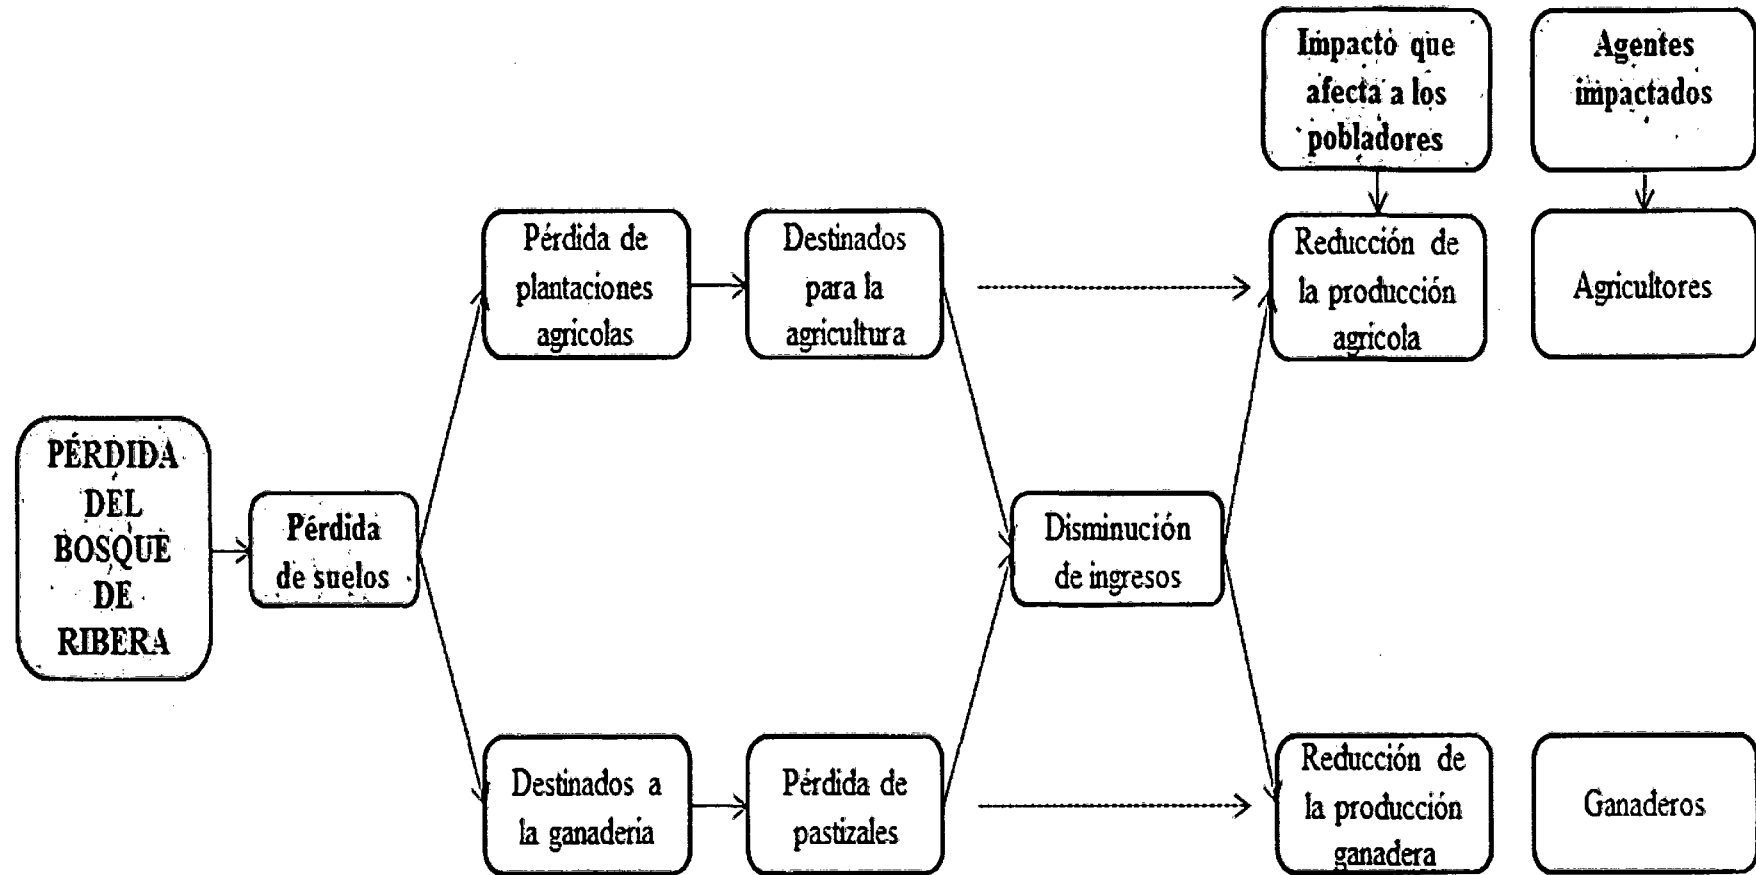 Impacto que
afecta a los
pobladores
Agentes
impactados
Pérdida de
plantaciones
agricolas
Destinados
para la
agricultura
Reducción de
la producción
agricola
Agricultores
PÉRDIDA
DEL
BOSQUE
DE
RIBERA
Pérdida
de suelos
Disminución
de ingresos
Destinados a
la ganaderia
Pérdida de
pastizales
Reducción de
la producción
ganadera
Ganaderos